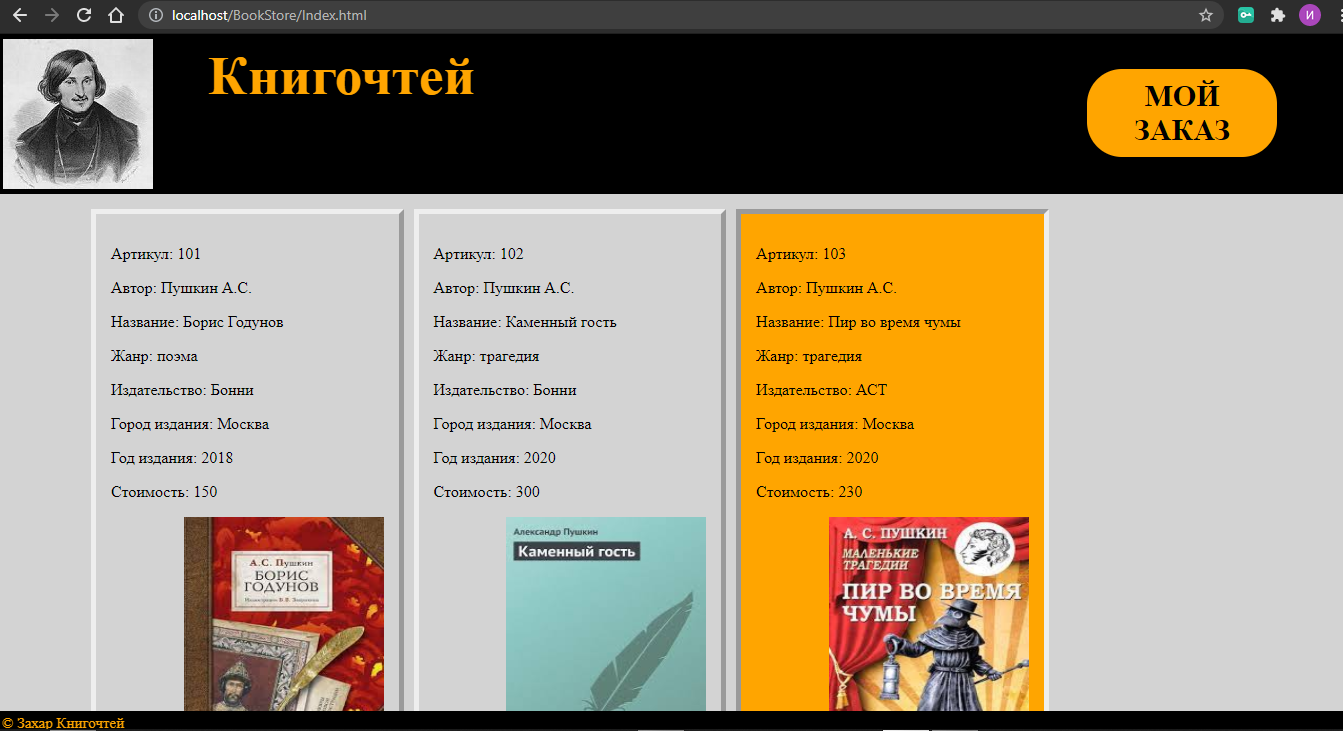 localhost/BookStore/Index.html
И
Книгочтей
МОЙ
ЗАКАЗ
Артикул: 101
Автор: Пушкин А.С.
Название: Борис Годунов
Жанр: поэма
Издательство: Бонни
Город издания: Москва
Год издания: 2018
Стоимость: 150
А.С. Пушкин
БОРИС
ГОДУНОВ
Артикул: 102
Автор: Пушкин А.С.
Название: Каменный гость
Жанр: трагедия
Издательство: Бонни
Город издания: Москва
Год издания: 2020
Стоимость: 300
Александр Пушкин
Каменный гость
Артикул: 103
Автор: Пушкин А.С.
Название: Пир во время чумы
Жанр: трагедия
Издательство: АСТ
Город издания: Москва
Год издания: 2020
Стоимость: 230
А. С. ПУШКИН
МАЛЕНЬКИЕ
ТРАГЕДИИ
ПИР ВО ВРЕМЯ
ЧУМЫ
© Захар Книгочтей